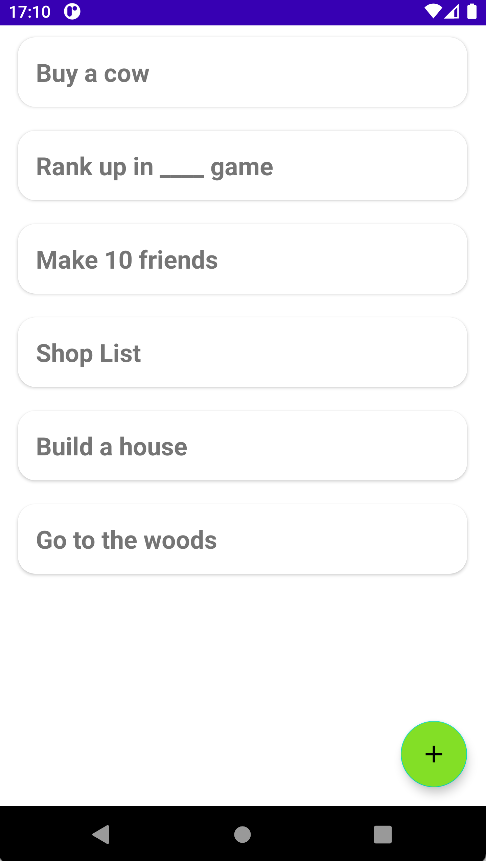 17:10
Buy a cow
Rank up in ____ game
Make 10 friends
Shop List
Build a house
Go to the woods
+